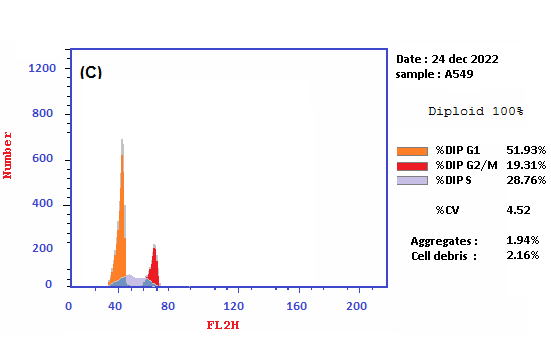 Date : 24 dec 2022
sample : A549
(C)
Diploid 100%
1200
800
600
400
200
0
Number
%DIP G1 51.93%
%DIP G2/M 19.31%
%DIP S 28.76%
%CV 4.52
Aggregates : 1.94%
Cell debris : 2.16%
0 40 80 120 160 200
FL2H